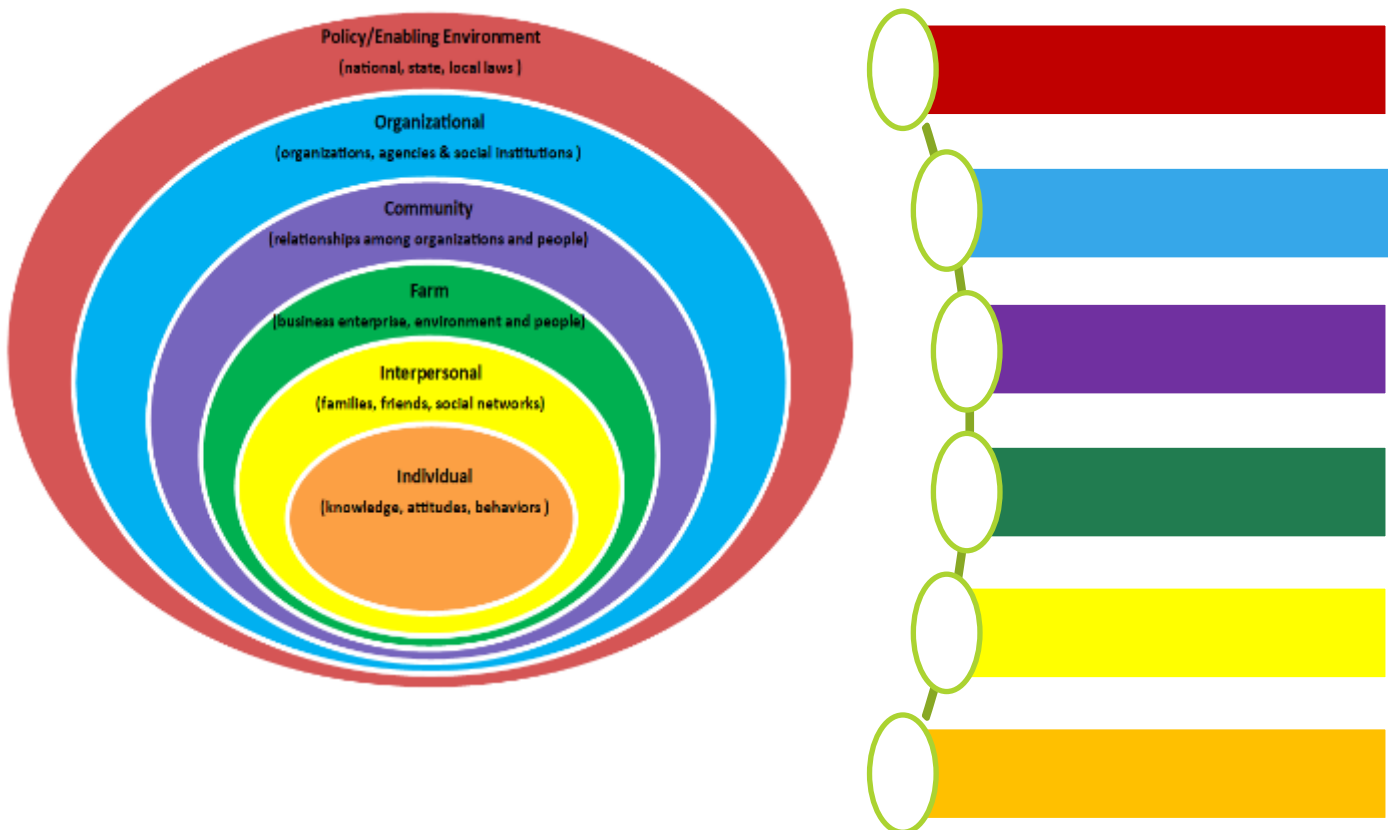 Policy/Enabling Environment
(national, state, local laws )
Organizational
(organizations, agencies & social institutions )
Community
(relationships among organizations and people)
Farm
(business enterprise, environment and people)
Interpersonal
(families, friends, social networks)
Individual
(knowledge, attitudes, behaviors )